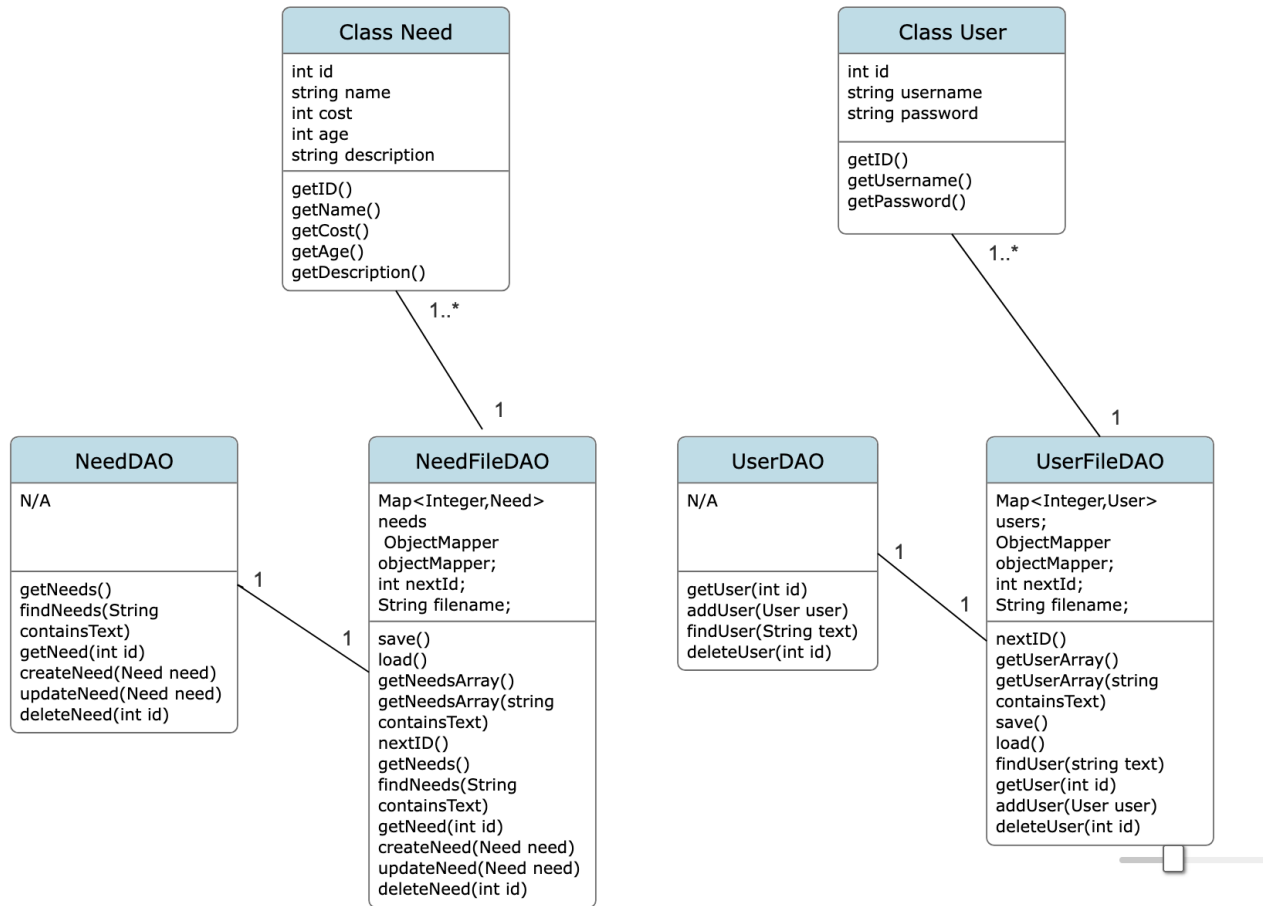 Class Need
int id
string name
int cost
int age
string description
getID()
getName()
getCost()
getAge()
getDescription()
1..*
1
Class User
int id
string username
string password
getID()
getUsername()
getPassword()
1..*
1
NeedDAO
N/A
getNeeds()
findNeeds(String
containsText)
getNeed(int id)
createNeed(Need need)
updateNeed(Need need)
deleteNeed(int id)
1
1
NeedFileDAO
Map<Integer,Need>
needs
ObjectMapper
objectMapper;
int nextId;
String filename;
save()
load()
getNeedsArray()
getNeedsArray(string
containsText)
nextID()
getNeeds()
findNeeds(String
containsText)
getNeed(int id)
createNeed(Need need)
updateNeed(Need need)
deleteNeed(int id)
UserDAO
N/A
getUser(int id)
addUser(User user)
findUser(String text)
deleteUser(int id)
1
1
UserFileDAO
Map<Integer,User>
users;
ObjectMapper
objectMapper;
int nextId;
String filename;
nextID()
getUserArray()
getUserArray(string
containsText)
save()
load()
findUser(string text)
getUser(int id)
addUser(User user)
deleteUser(int id)